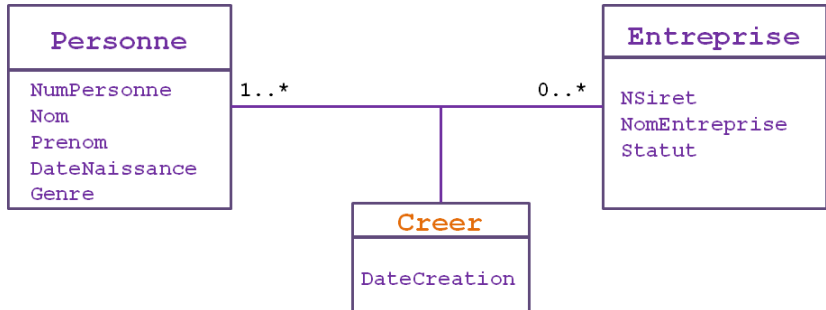 Personne
NumPersonne
Nom
Prenom
DateNaissance
Genre
1..*
0..*
Entreprise
NSiret
NomEntreprise
Statut
Creer
DateCreation